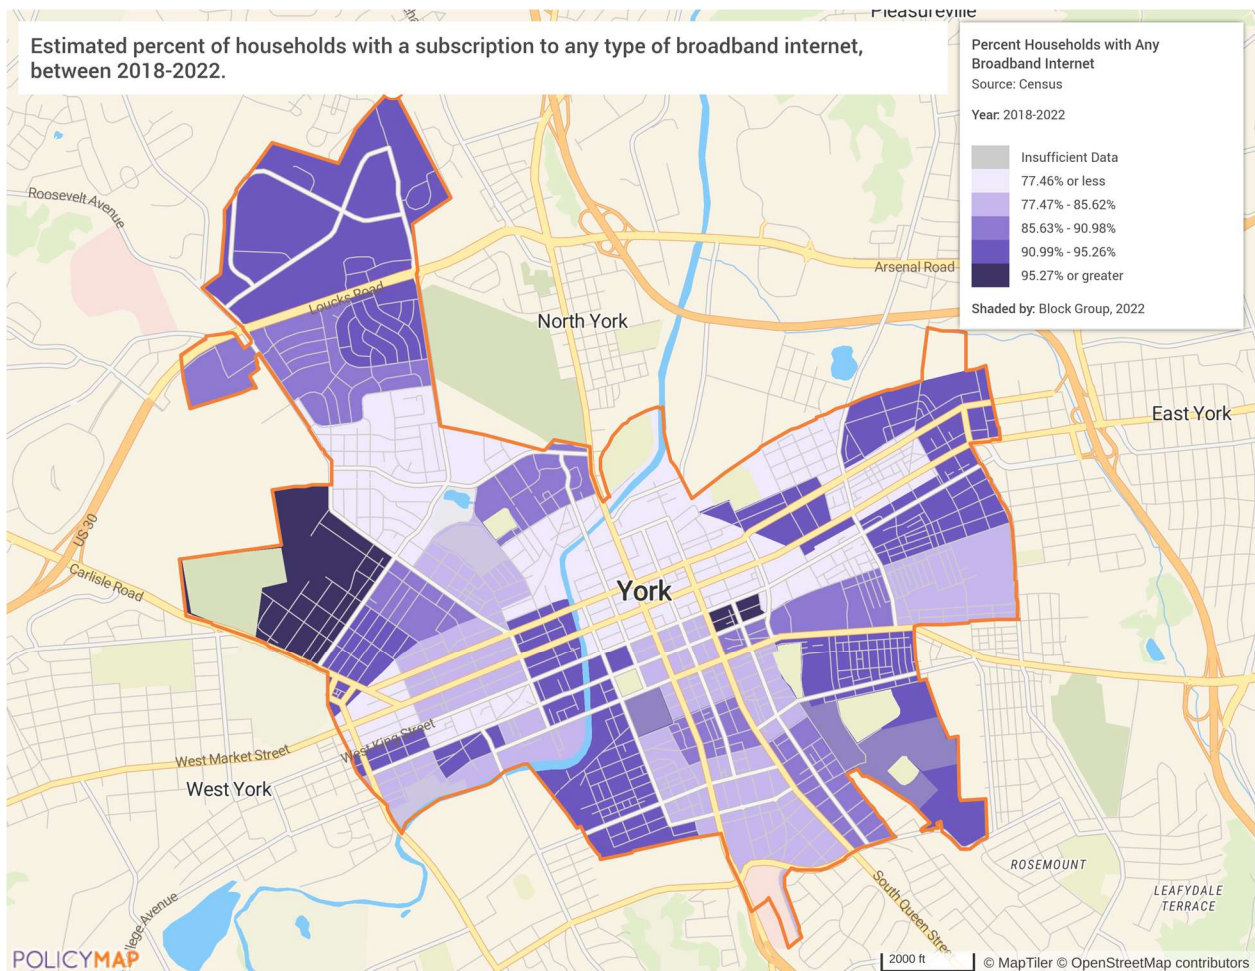 Pleasureville
Estimated percent of households with a subscription to any type of broadband internet,
between 2018-2022.
Percent Households with Any
Broadband Internet
Source: Census
Year: 2018-2022
Insufficient Data
77.46% or less
77.47% - 85.62%
85.63% - 90.98%
90.99% - 95.26%
95.27% or greater
Shaded by: Block Group, 2022
Roosevelt Avenue
Arsenal Road
Loucks Road
North York
East York
US 30
Carlisle Road
York
West King Street
West Market Street
West York
ROSEMOUNT
LEAFYDALE
TERRACE
South Queen Stre
llege Avenue
POLICYMAP
2000 ft
© MapTiler © OpenStreetMap contributors